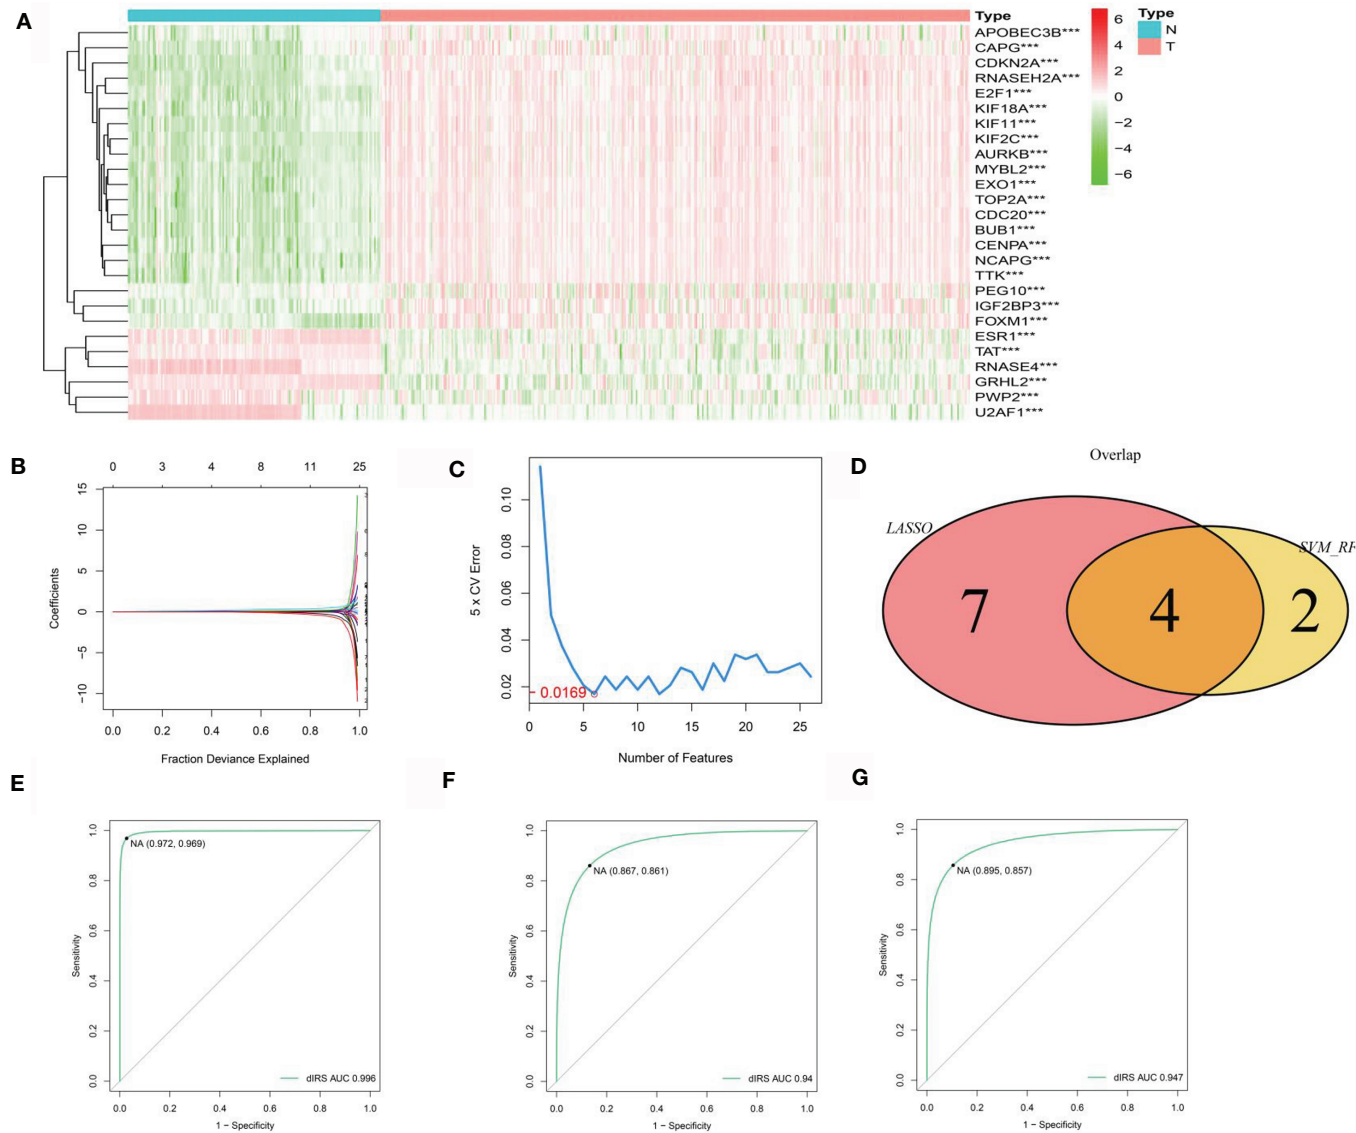 A
Type
APOBEC3B***
CAPG***
CDKN2A***
RNASEH2A***
E2F1***
KIF18A***
KIF11***
KIF2C***
AURKB***
MYBL2***
EXO1***
TOP2A***
CDC20***
BUB1***
CENPA***
NCAPG***
TTK***
PEG10***
IGF2BP3***
FOXM1***
ESR1***
TAT***
RNASE4***
GRHL2***
PWP2***
U2AF1***
6
4
2
0
−2
−4
−6
Type
N
T
B
0 3 4 8 11 25
15
10
5
0
−5
−10
Coefficients
0.0 0.2 0.4 0.6 0.8 1.0
Fraction Deviance Explained
C
0.10
0.08
0.06
0.04
0.02
5 x CV Error
0.0169
0 5 10 15 20 25
Number of Features
D
Overlap
LASSO
SVM_RF
7 4 2
E
1.0
0.8
0.6
0.4
0.2
0.0
Sensitivity
NA (0.972, 0.969)
dIRS AUC 0.996
0.0 0.2 0.4 0.6 0.8 1.0
1 − Specificity
F
1.0
0.8
0.6
0.4
0.2
0.0
Sensitivity
NA (0.867, 0.861)
dIRS AUC 0.94
0.0 0.2 0.4 0.6 0.8 1.0
1 − Specificity
G
1.0
0.8
0.6
0.4
0.2
0.0
Sensitivity
NA (0.895, 0.857)
dIRS AUC 0.947
0.0 0.2 0.4 0.6 0.8 1.0
1 − Specificity